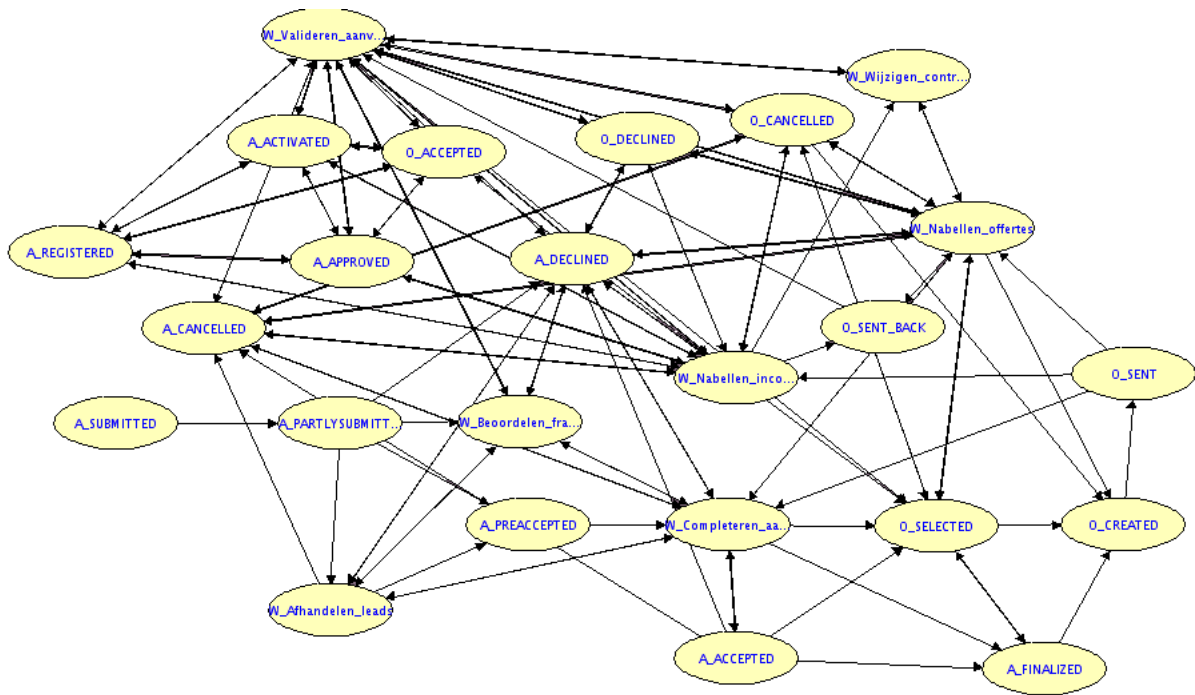 W_Valideren_aanv...
W_Wijzigen_contr...
O_CANCELLED
O_DECLINED
A_ACTIVATED
O_ACCEPTED
W_Nabellen_offertes
A_REGISTERED
A_APPROVED
A_DECLINED
A_CANCELLED
O_SENT_BACK
W_Nabellen_inco...
O_SENT
A_SUBMITTED
A_PARTLYSUBMITT...
W_Beoordelen_fra...
A_PREACCEPTED
W_Completeren_aa...
O_SELECTED
O_CREATED
W_Afhandelen_leads
A_ACCEPTED
A_FINALIZED